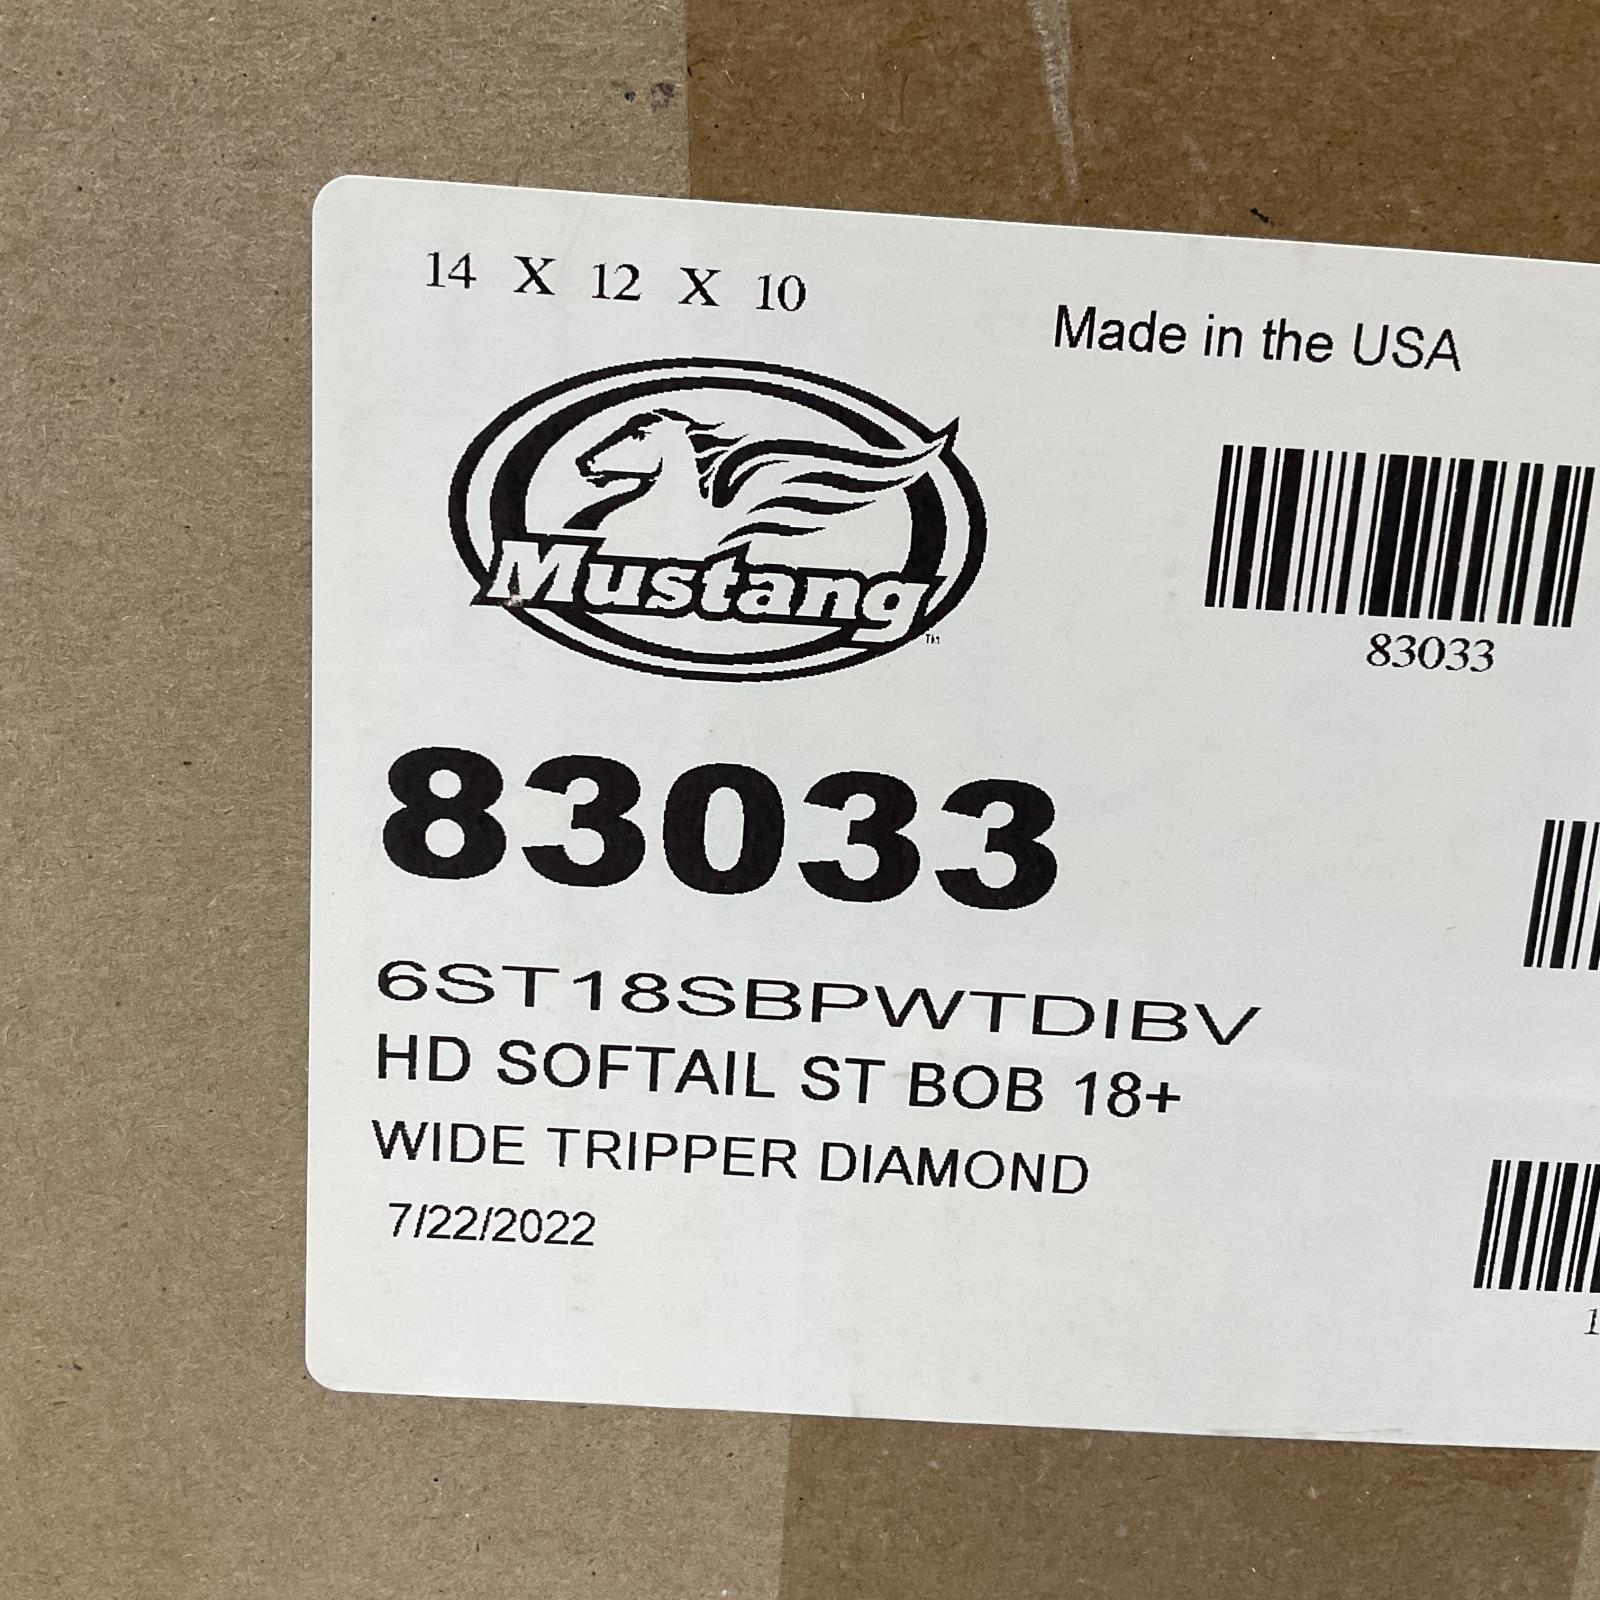 14 X 12 X 10
Made in the USA
Mustang
TM
83033
83033
6ST18SBPWTDIBV
HD SOFTAIL ST BOB 18+
WIDE TRIPPER DIAMOND
7/22/2022